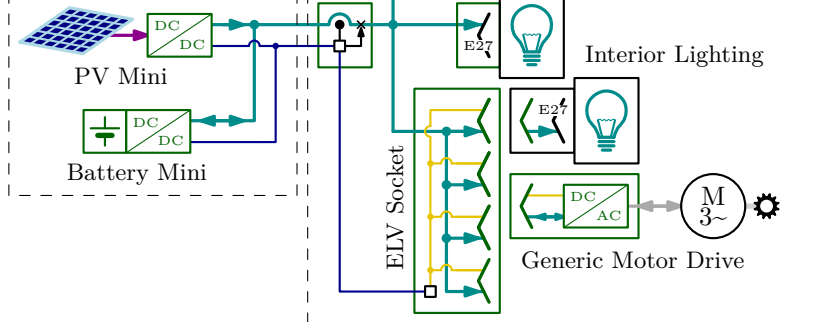 DC
DC
PV Mini
DC
DC
Battery Mini
E27
Interior Lighting
E27
ELV Socket
DC
AC
M
3~
Generic Motor Drive